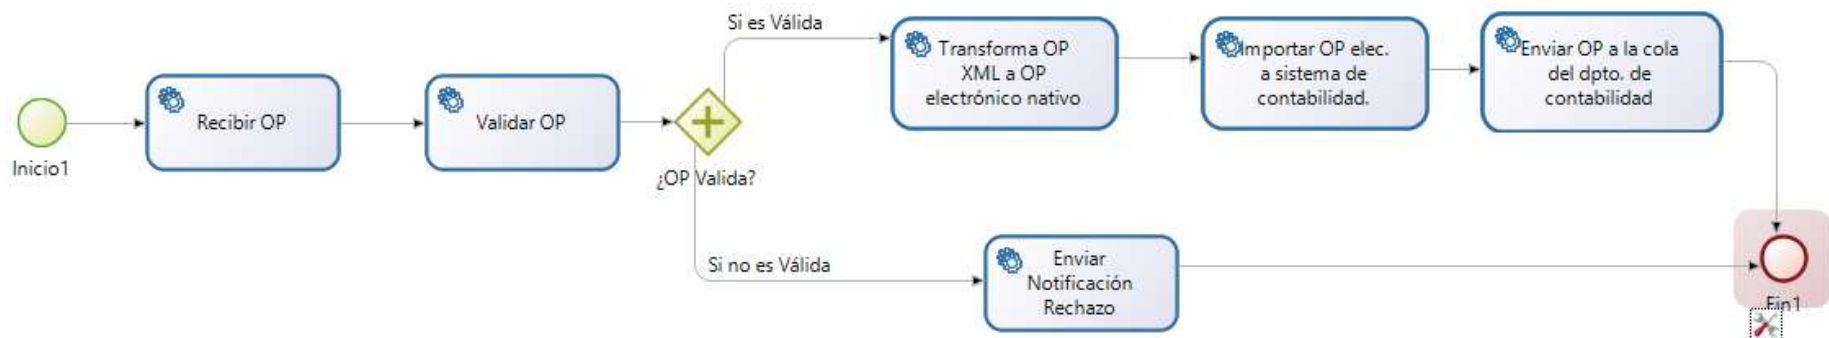 Inicio1
Recibir OP
Validar OP
¿OP Valida?
Si es Válida
Transforma OP
XML a OP
electrónico nativo
Importar OP elec.
a sistema de
contabilidad.
Enviar OP a la cola
del dpto. de
contabilidad
Si no es Válida
Enviar
Notificación
Rechazo
Fin1